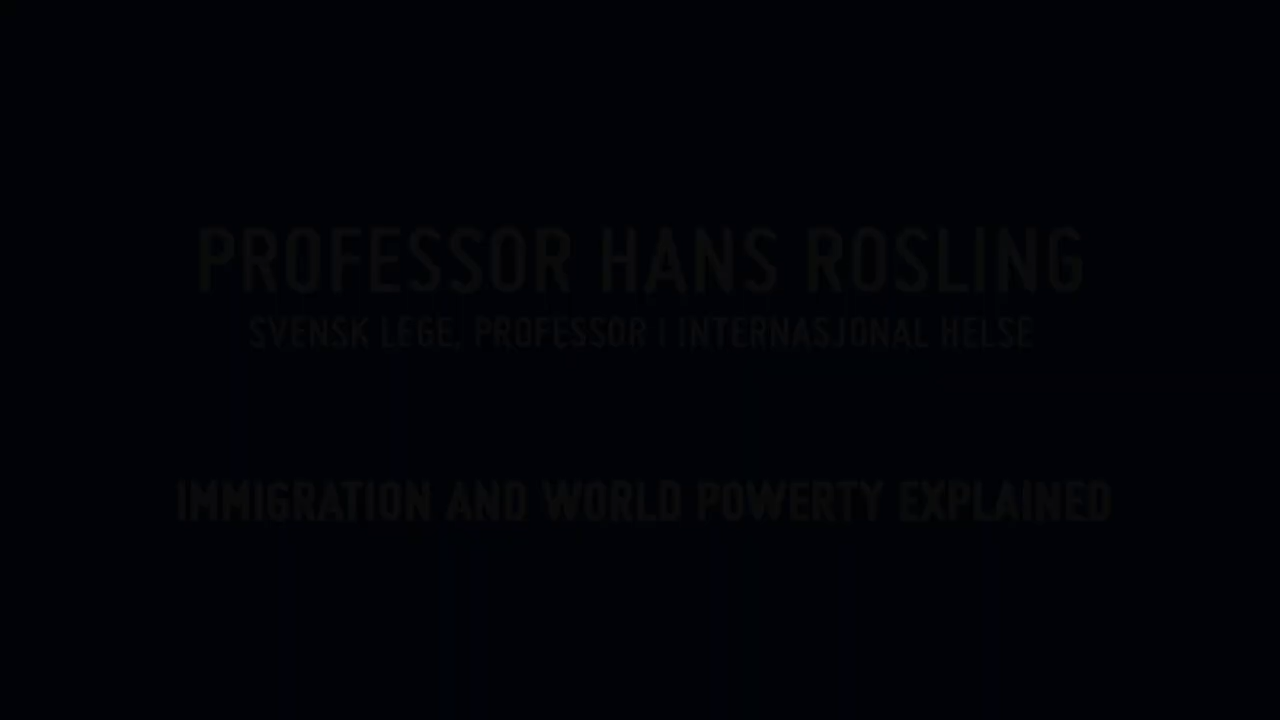 PROFESSOR HANS ROSLING
SVENSK LEGE, PROFESSOR I INTERNASJONAL HELSE
IMMIGRATION AND WORLD POWERTY EXPLAINED